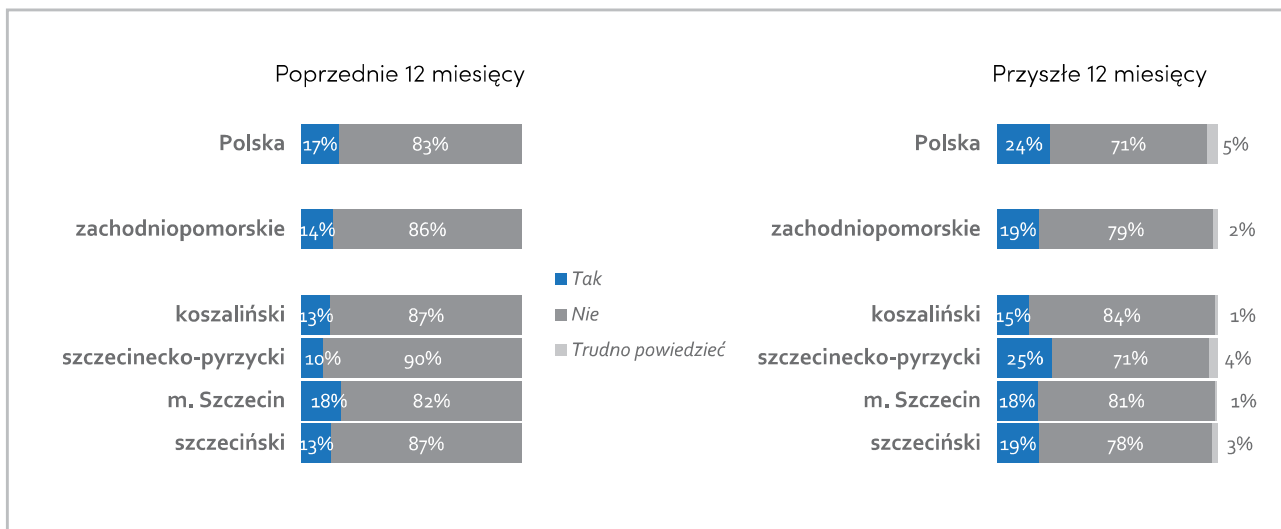 Poprzednie 12 miesięcy
Polska 17% 83%
zachodniopomorskie 14% 86%
koszaliński 13% 87%
szczecinecko-pyrzycki 10% 90%
m. Szczecin 18% 82%
szczeciński 13% 87%
Tak
Nie
Trudno powiedzieć
Przyszłe 12 miesięcy
Polska 24% 71% 5%
zachodniopomorskie 19% 79% 2%
koszaliński 15% 84% 1%
szczecinecko-pyrzycki 25% 71% 4%
m. Szczecin 18% 81% 1%
szczeciński 19% 78% 3%